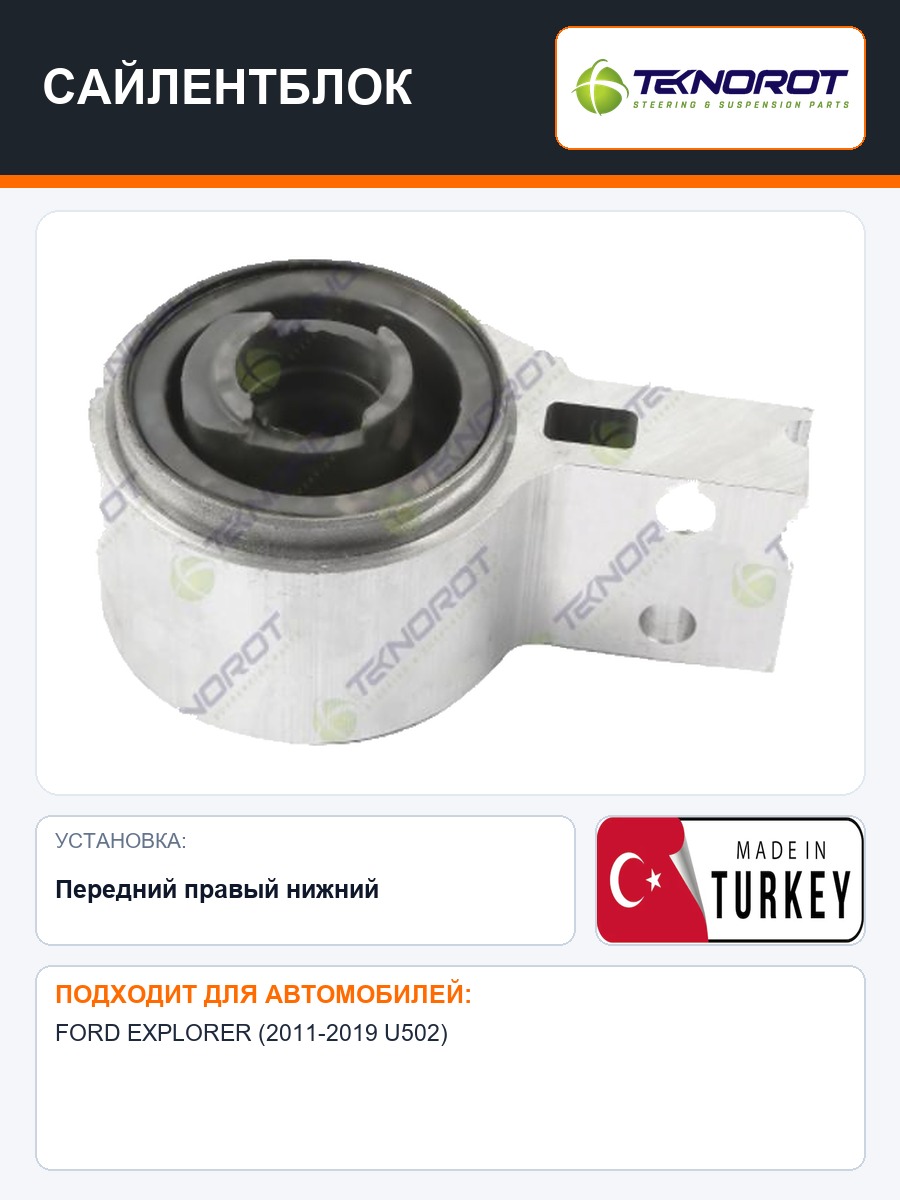 САЙЛЕНТБЛОК
TEKNOROT
STEERING & SUSPENSION PARTS
УСТАНОВКА:
Передний правый нижний
MADE IN
TURKEY
ПОДХОДИТ ДЛЯ АВТОМОБИЛЕЙ:
FORD EXPLORER (2011-2019 U502)